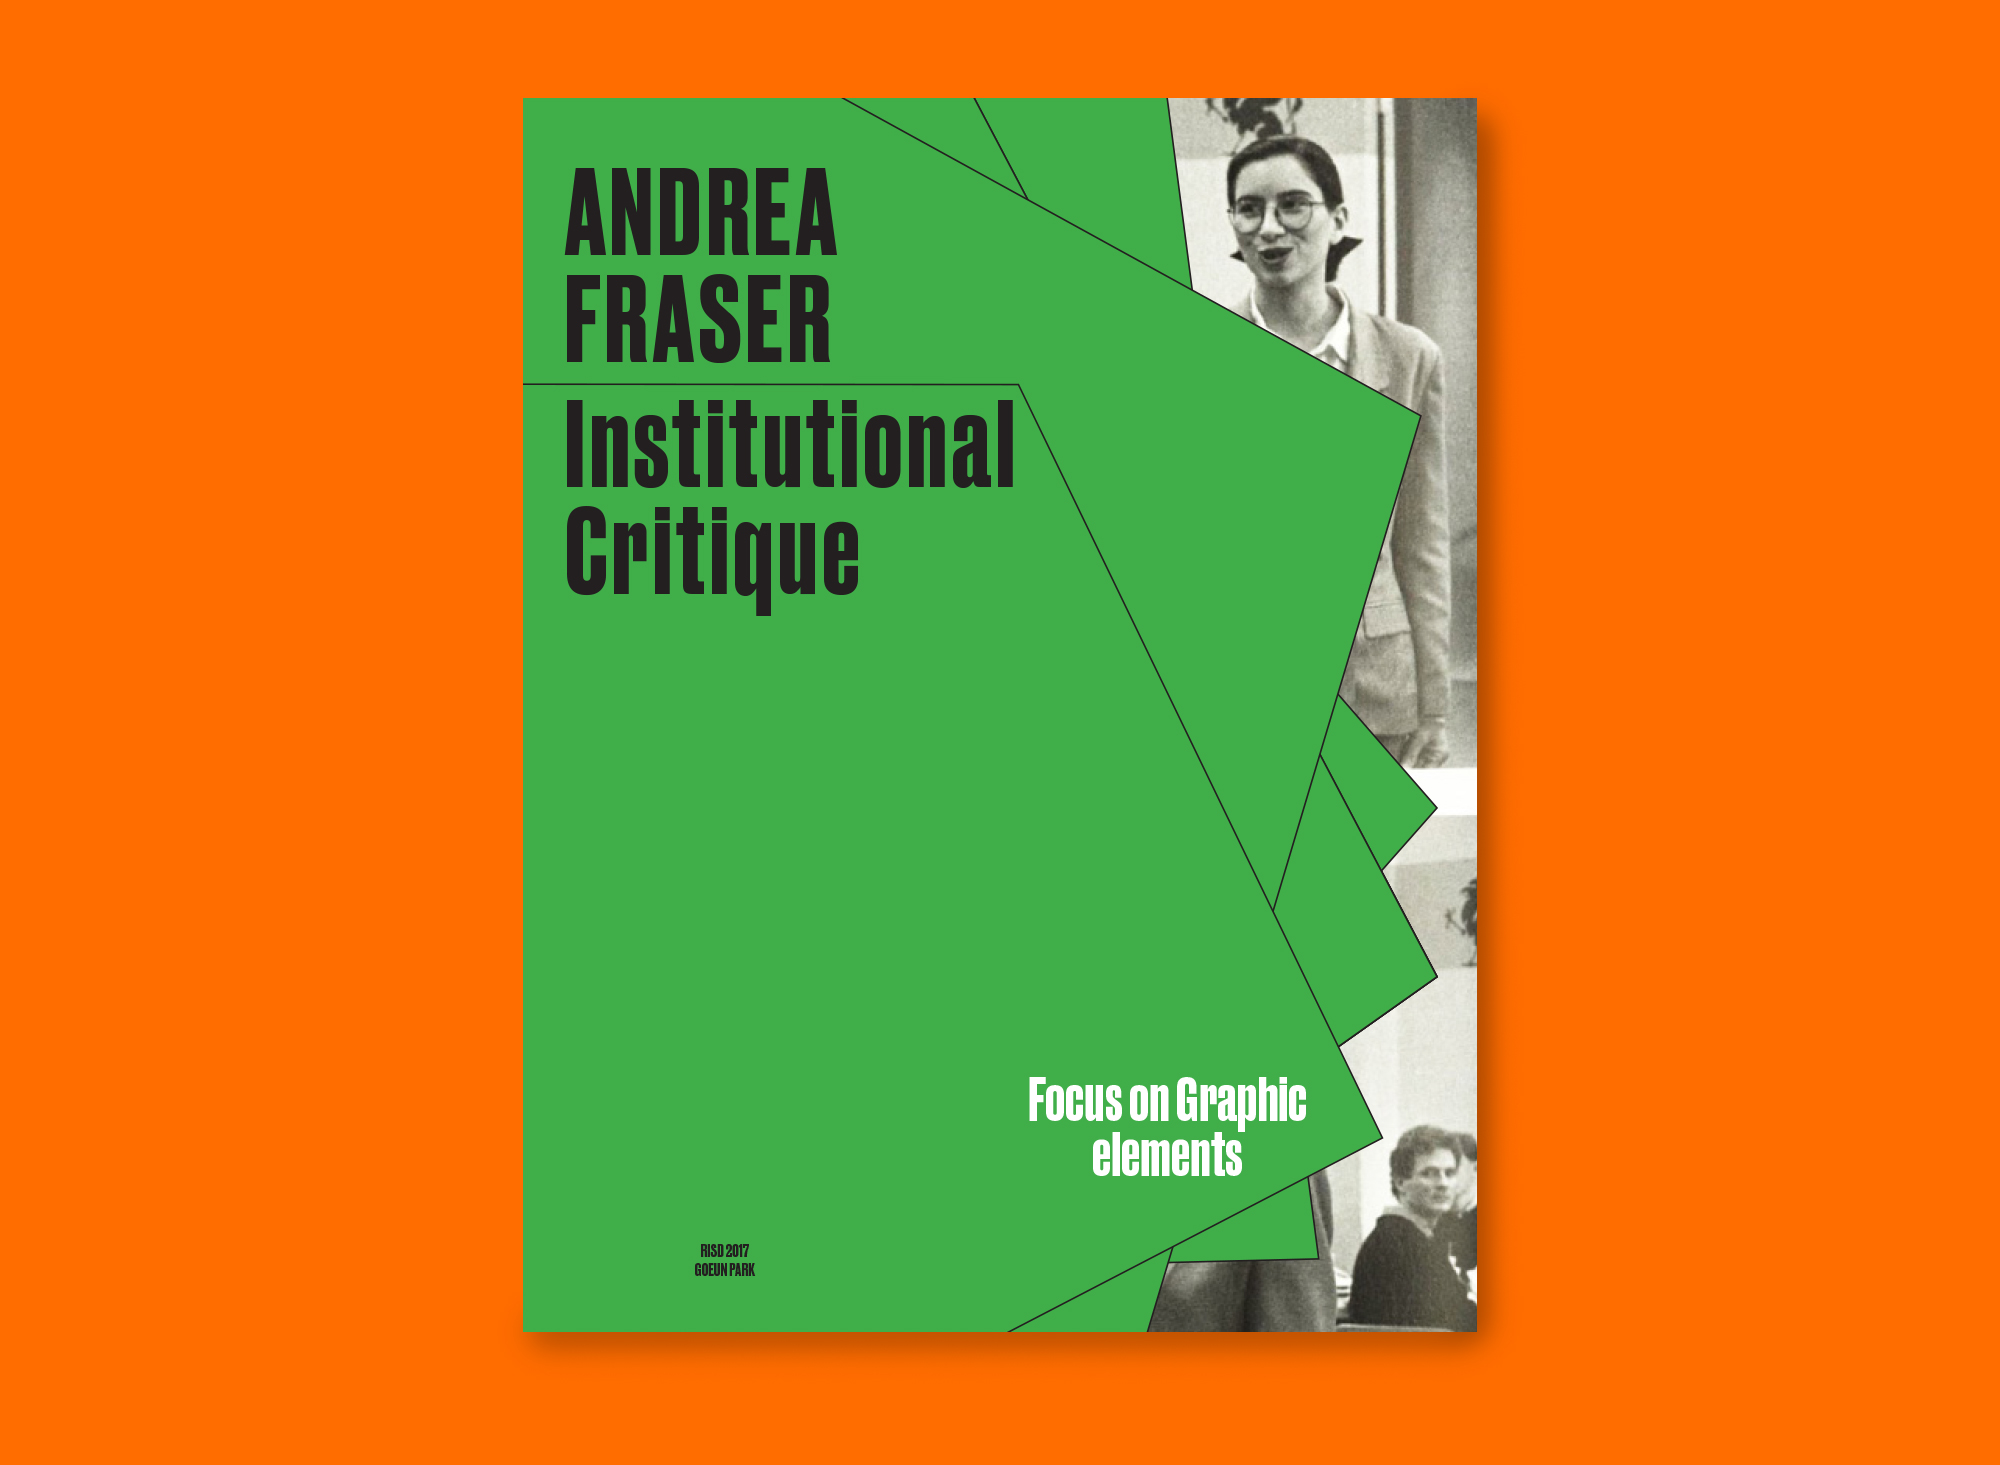 ANDREA
FRASER
Institutional
Critique
Focus on Graphic
elements
RISD 2017
GOEUN PARK